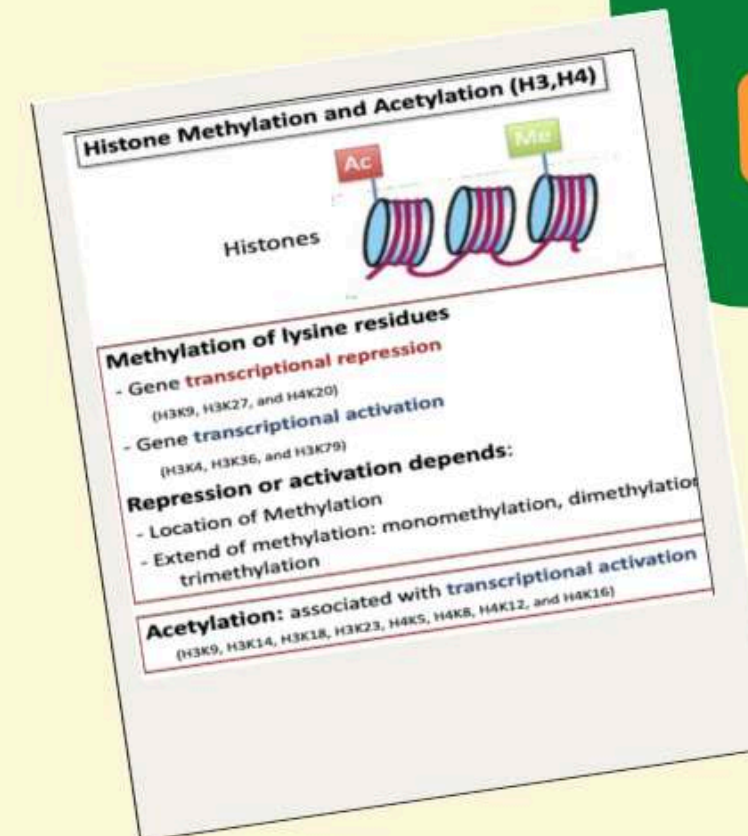 Histone Methylation and Acetylation (H3,H4)
Ac
Me
Histones
Methylation of lysine residues
- Gene transcriptional repression
(H3K9, H3K27, and H4K20)
- Gene transcriptional activation
(H3K4, H3K36, and H3K79)
Repression or activation depends:
- Location of Methylation
- Extend of methylation: monomethylation, dimethylation
trimethylation
Acetylation: associated with transcriptional activation
(H3K9, H3K14, H3K18, H3K23, H4K5, H4K8, H4K12, and H4K16)